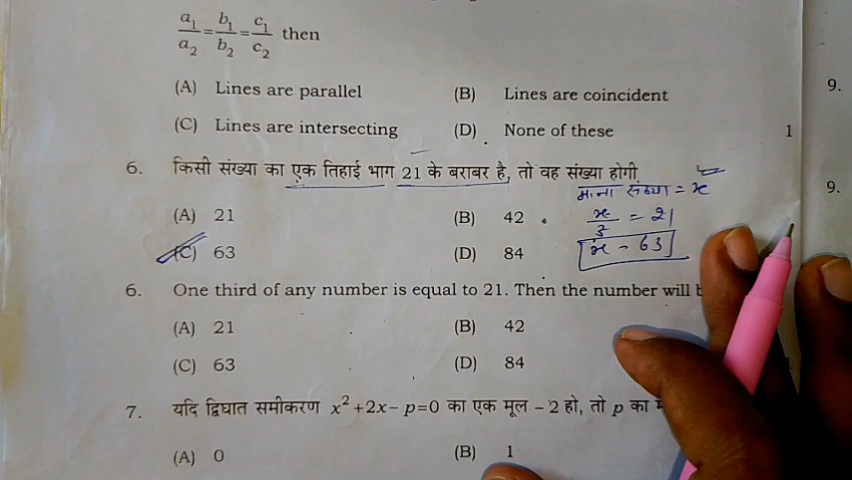 a₁/a₂ = b₁/b₂ = c₁/c₂ then
(A) Lines are parallel (B) Lines are coincident
(C) Lines are intersecting (D) None of these 1
9.
6. किसी संख्या का एक तिहाई भाग 21 के बराबर है, तो वह संख्या होगी
माना संख्या = x
9.
(A) 21 (B) 42
x/3 = 21
(C) 63 (D) 84
x = 63
6. One third of any number is equal to 21. Then the number will
(A) 21 (B) 42
(C) 63 (D) 84
7. यदि द्विघात समीकरण x²+2x−p=0 का एक मूल −2 हो, तो p का
(A) 0 (B) 1